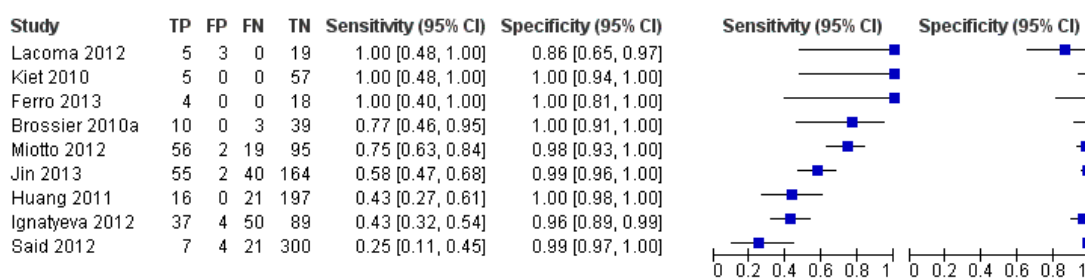 Study TP FP FN TN Sensitivity (95% CI) Specificity (95% CI) Sensitivity (95% CI) Specificity (95% CI)
Lacoma 2012 5 3 0 19 1.00 [0.48, 1.00] 0.86 [0.65, 0.97]
Kiet 2010 5 0 0 57 1.00 [0.48, 1.00] 1.00 [0.94, 1.00]
Ferro 2013 4 0 0 18 1.00 [0.40, 1.00] 1.00 [0.81, 1.00]
Brossier 2010a 10 0 3 39 0.77 [0.46, 0.95] 1.00 [0.91, 1.00]
Miotto 2012 56 2 19 95 0.75 [0.63, 0.84] 0.98 [0.93, 1.00]
Jin 2013 55 2 40 164 0.58 [0.47, 0.68] 0.99 [0.96, 1.00]
Huang 2011 16 0 21 197 0.43 [0.27, 0.61] 1.00 [0.98, 1.00]
Ignatyeva 2012 37 4 50 89 0.43 [0.32, 0.54] 0.96 [0.89, 0.99]
Said 2012 7 4 21 300 0.25 [0.11, 0.45] 0.99 [0.97, 1.00]
0 0.2 0.4 0.6 0.8 1 0 0.2 0.4 0.6 0.8 1